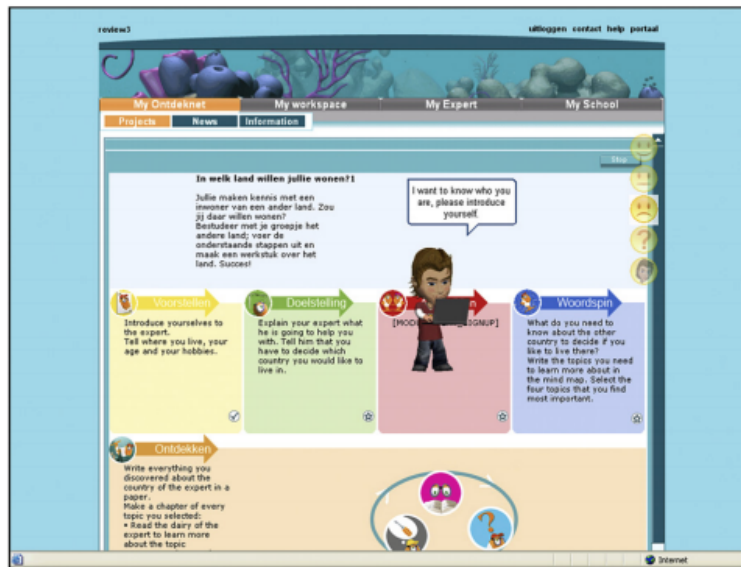 review3
uitloggen contact help portaal
My Ontdeknet
My workspace
My Expert
My School
Projects
News
Information
Stop
In welk land willen jullie wonen?1
Jullie maken kennis met een
inwoner van een ander land. Zou
jij daar willen wonen?
Bestudeer met je groepje het
andere land; voer de
onderstaande stappen uit en
maak een werkstuk over het
land. Succes!
I want to know who you
are, please introduce
yourself.
Voorstellen
Introduce yourselves to
the expert.
Tell where you live, your
age and your hobbies.
Doelstelling
Explain your expert what
he is going to help you
with. Tell him that you
have to decide which
country you would like to
live in.
Woordspin
What do you need to
know about the other
country to decide if you
like to live there?
Write the topics you need
to learn more about in
the mind map. Select the
four topics that you find
most important.
Ontdekken
Write everything you
discovered about the
country of the expert in a
paper.
Make a chapter of every
topic you selected:
• Read the dairy of the
expert to learn more
about the topic
Internet